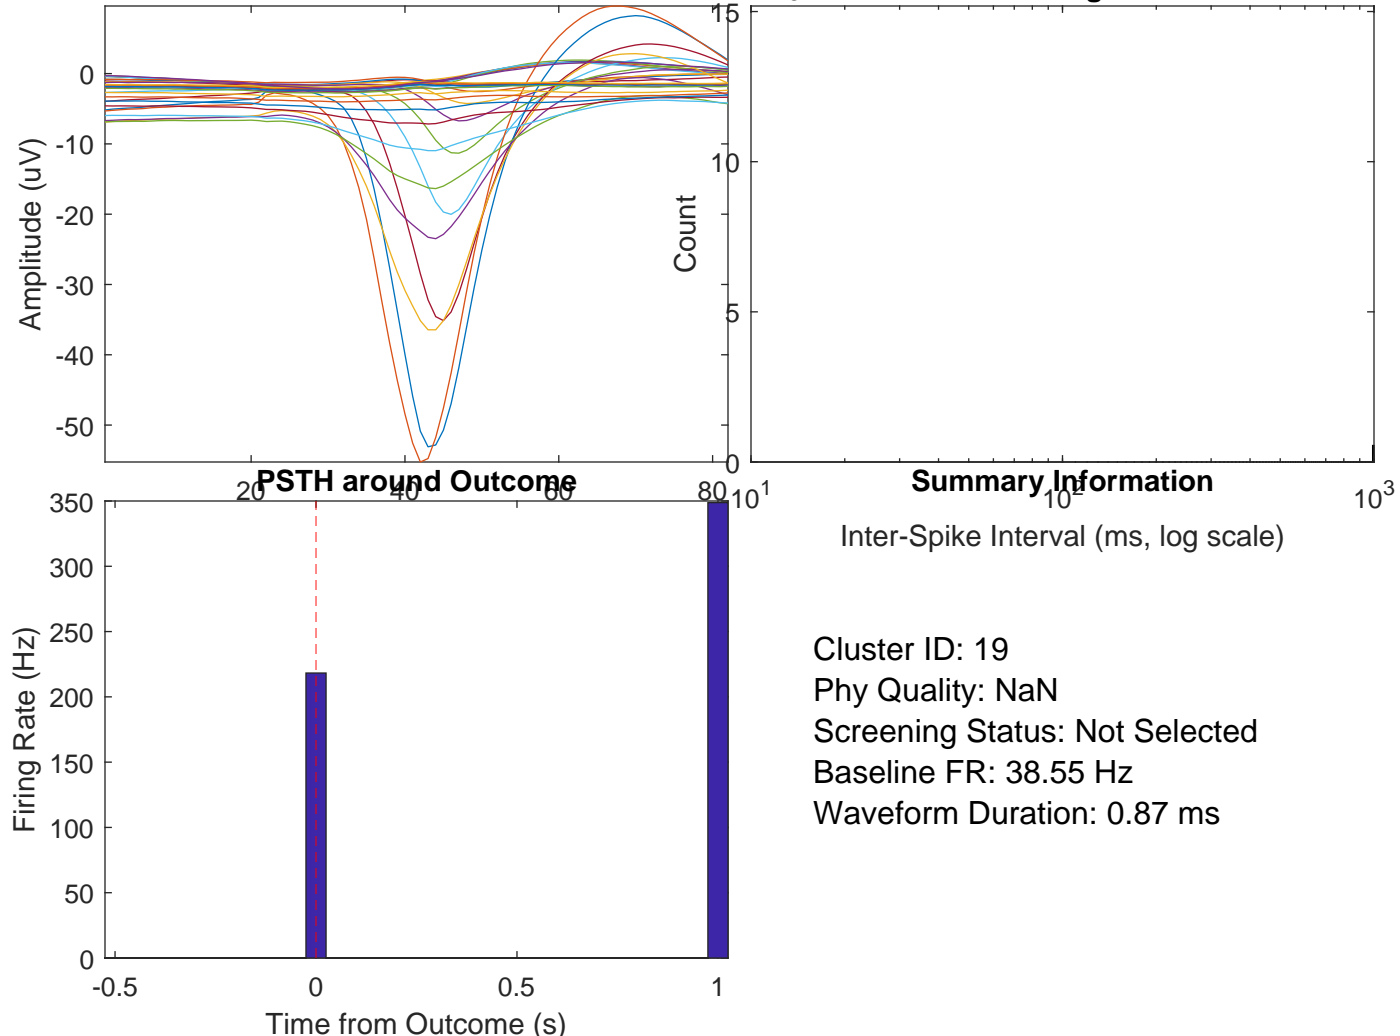 0
-10
-20
-30
-40
-50
Amplitude (uV)
20
40
60
80
15
10
5
0
Count
10^1
10^2
10^3
Inter-Spike Interval (ms, log scale)
PSTH around Outcome
350
300
250
200
150
100
50
0
Firing Rate (Hz)
-0.5
0
0.5
1
Time from Outcome (s)
Summary Information
Cluster ID: 19
Phy Quality: NaN
Screening Status: Not Selected
Baseline FR: 38.55 Hz
Waveform Duration: 0.87 ms